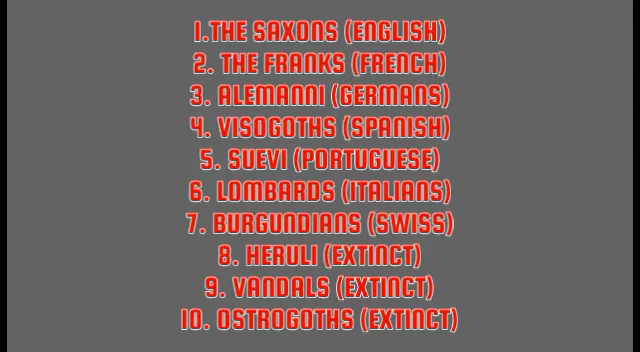 1.THE SAXONS (ENGLISH)
2. THE FRANKS (FRENCH)
3. ALEMANNI (GERMANS)
4. VISOGOTHS (SPANISH)
5. SUEVI (PORTUGUESE)
6. LOMBARDS (ITALIANS)
7. BURGUNDIANS (SWISS)
8. HERULI (EXTINCT)
9. VANDALS (EXTINCT)
10. OSTROGOTHS (EXTINCT)